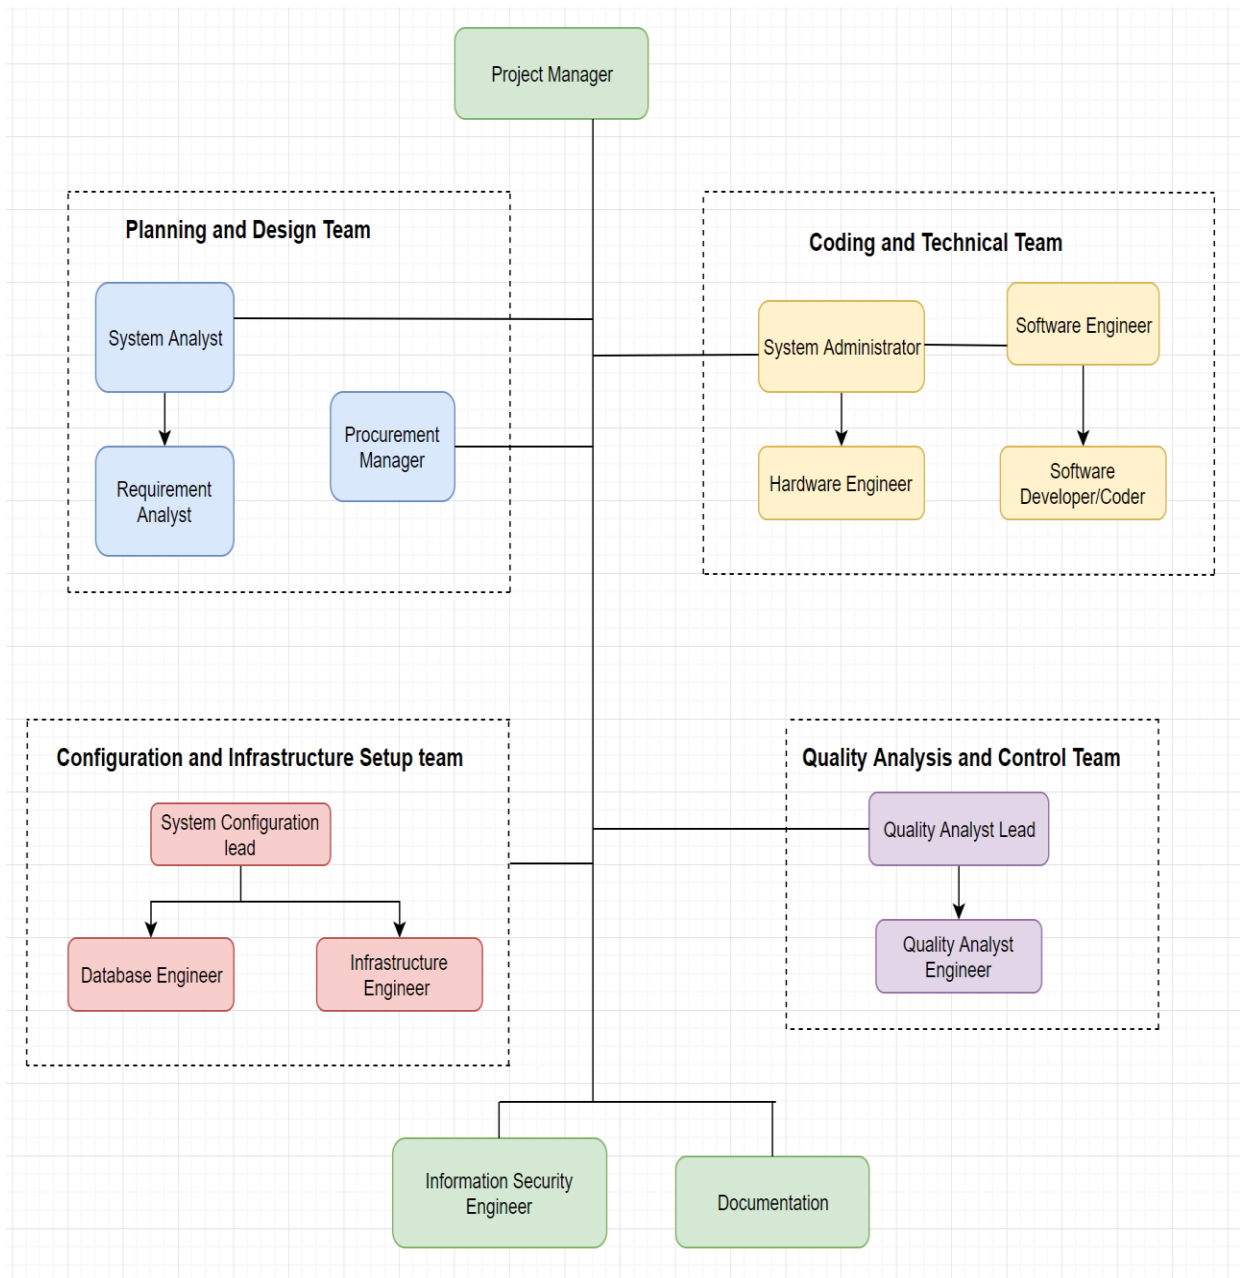 Project Manager
Planning and Design Team
System Analyst
Procurement
Manager
Requirement
Analyst
Coding and Technical Team
System Administrator
Software Engineer
Hardware Engineer
Software
Developer/Coder
Configuration and Infrastructure Setup team
System Configuration
lead
Database Engineer
Infrastructure
Engineer
Quality Analysis and Control Team
Quality Analyst Lead
Quality Analyst
Engineer
Information Security
Engineer
Documentation